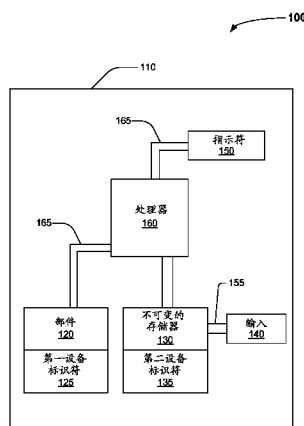 100
110
165
指示符
150
处理器
160
165
155
部件
120
不可变的
存储器
130
输入
140
第一设备
标识符
125
第二设备
标识符
135